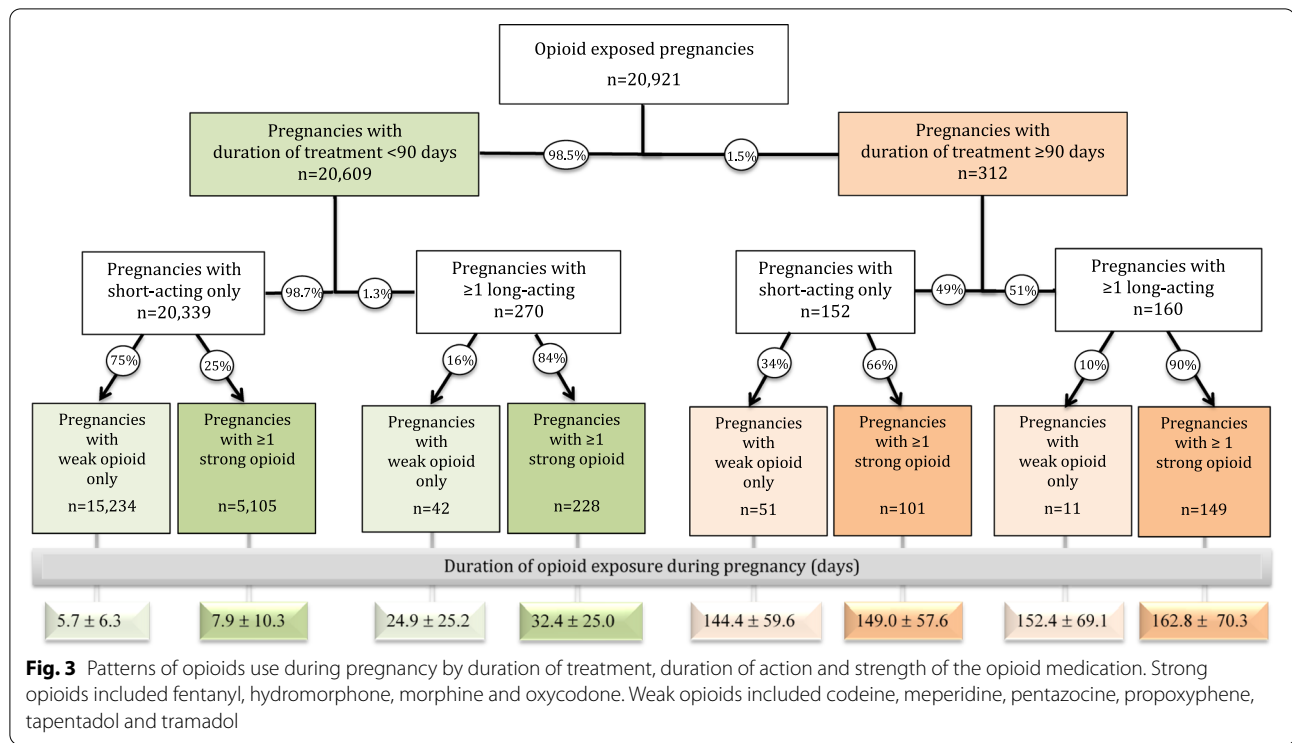 Opioid exposed pregnancies
n=20,921
Pregnancies with
duration of treatment <90 days
n=20,609
98.5%
1.5%
Pregnancies with
duration of treatment ≥90 days
n=312
Pregnancies with
short-acting only
n=20,339
98.7%
1.3%
Pregnancies with
≥1 long-acting
n=270
Pregnancies with
short-acting only
n=152
49%
51%
Pregnancies with
≥1 long-acting
n=160
75%
25%
16%
84%
34%
66%
10%
90%
Pregnancies
with
weak opioid
only
n=15,234
Pregnancies
with ≥1
strong opioid
n=5,105
Pregnancies
with
weak opioid
only
n=42
Pregnancies
with ≥1
strong opioid
n=228
Pregnancies
with
weak opioid
only
n=51
Pregnancies
with ≥1
strong opioid
n=101
Pregnancies
with
weak opioid
only
n=11
Pregnancies
with ≥ 1
strong opioid
n=149
Duration of opioid exposure during pregnancy (days)
5.7 ± 6.3
7.9 ± 10.3
24.9 ± 25.2
32.4 ± 25.0
144.4 ± 59.6
149.0 ± 57.6
152.4 ± 69.1
162.8 ± 70.3
Fig. 3 Patterns of opioids use during pregnancy by duration of treatment, duration of action and strength of the opioid medication. Strong
opioids included fentanyl, hydromorphone, morphine and oxycodone. Weak opioids included codeine, meperidine, pentazocine, propoxyphene,
tapentadol and tramadol